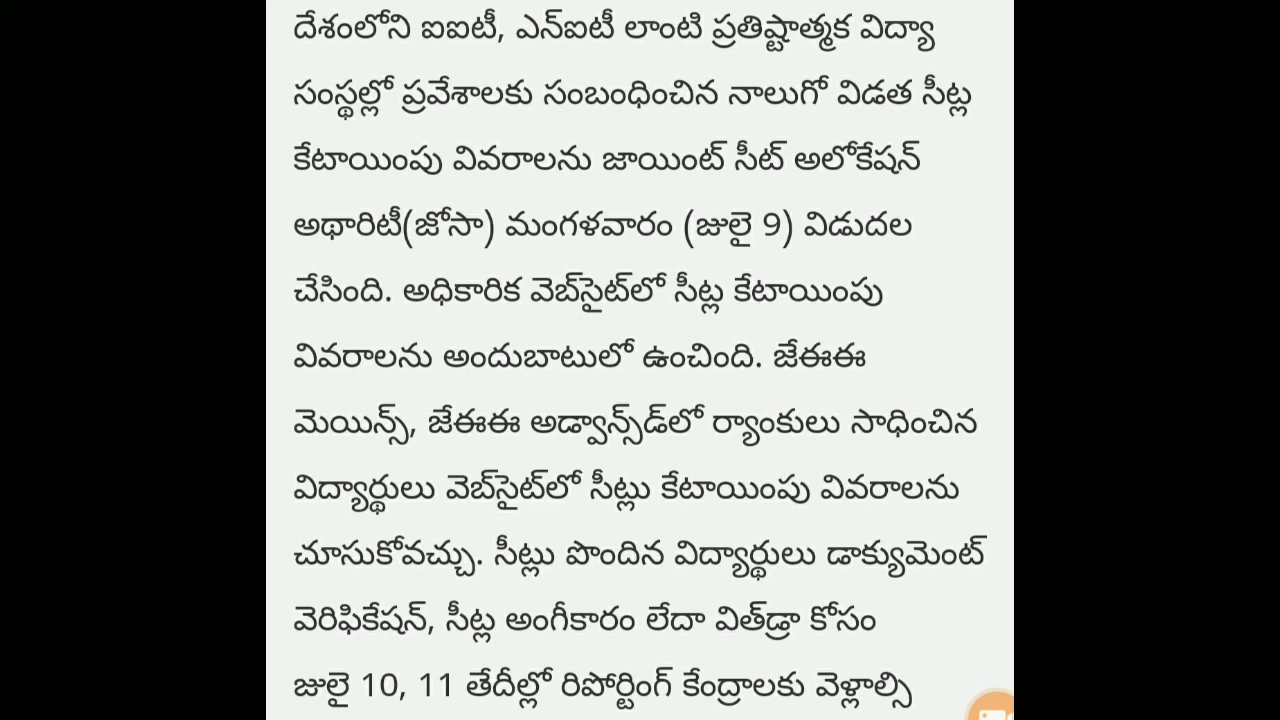 దేశంలోని ఐఐటీ, ఎన్ఐటీ లాంటి ప్రతిష్టాత్మక విద్యా
సంస్థల్లో ప్రవేశాలకు సంబంధించిన నాలుగో విడత సీట్ల
కేటాయింపు వివరాలను జాయింట్ సీట్ అలోకేషన్
అథారిటీ(జోసా) మంగళవారం (జులై 9) విడుదల
చేసింది. అధికారిక వెబ్‌సైట్‌లో సీట్ల కేటాయింపు
వివరాలను అందుబాటులో ఉంచింది. జేఈఈ
మెయిన్స్, జేఈఈ అడ్వాన్స్‌డ్‌లో ర్యాంకులు సాధించిన
విద్యార్థులు వెబ్‌సైట్‌లో సీట్లు కేటాయింపు వివరాలను
చూసుకోవచ్చు. సీట్లు పొందిన విద్యార్థులు డాక్యుమెంట్
వెరిఫికేషన్, సీట్ల అంగీకారం లేదా విత్‌డ్రా కోసం
జులై 10, 11 తేదీల్లో రిపోర్టింగ్ కేంద్రాలకు వెళ్లాల్సి